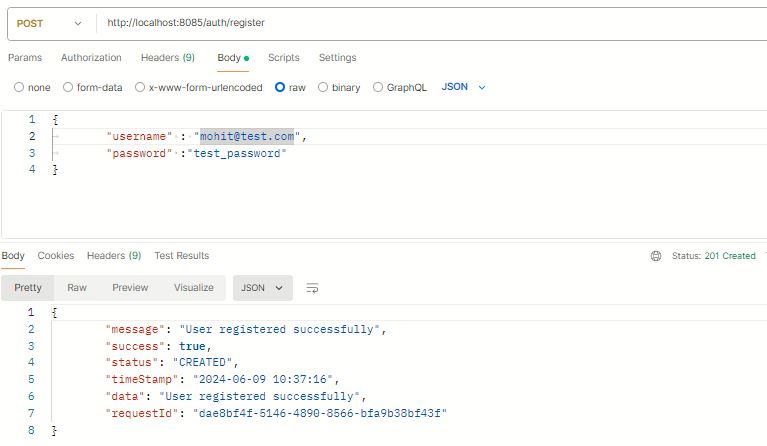 POST http://localhost:8085/auth/register
Params Authorization Headers (9) Body Scripts Settings
none form-data x-www-form-urlencoded raw binary GraphQL JSON
1 {
2 "username" : "mohit@test.com",
3 "password" :"test_password"
4 }
Body Cookies Headers (9) Test Results Status: 201 Created
Pretty Raw Preview Visualize JSON
1 {
2 "message": "User registered successfully",
3 "success": true,
4 "status": "CREATED",
5 "timeStamp": "2024-06-09 10:37:16",
6 "data": "User registered successfully",
7 "requestId": "dae8bf4f-5146-4890-8566-bfa9b38bf43f"
8 }